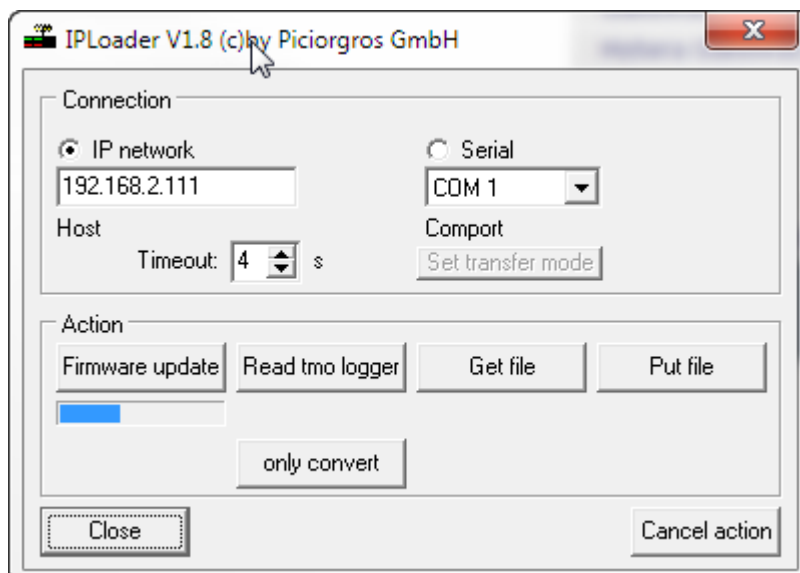 IPLoader V1.8 (c)by Piciorgros GmbH
Connection
IP network
Serial
192.168.2.111
COM 1
Host
Comport
Timeout: 4 s
Set transfer mode
Action
Firmware update
Read tmo logger
Get file
Put file
only convert
Close
Cancel action